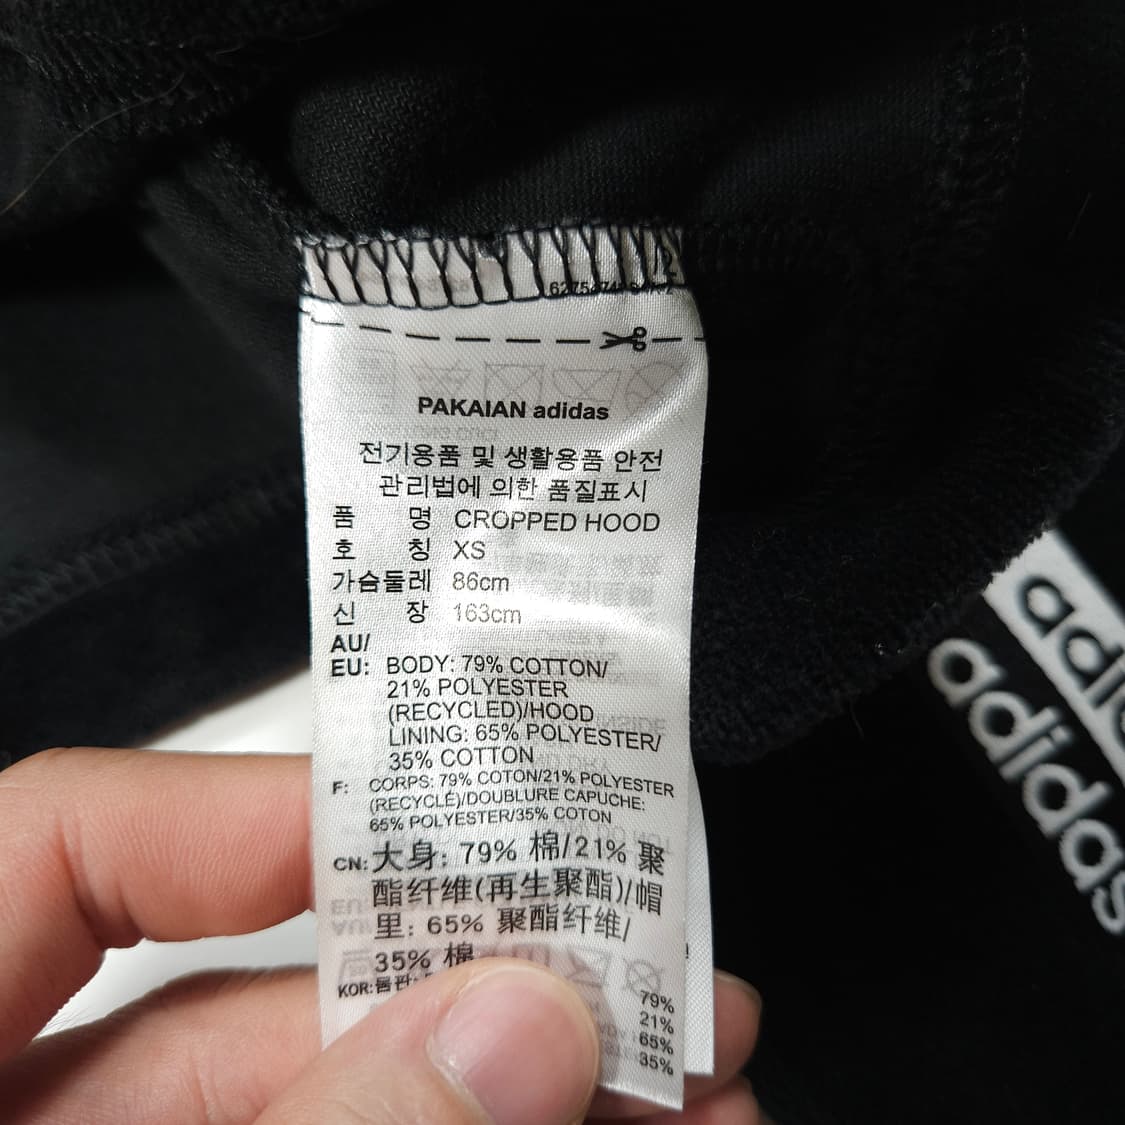 PAKAIAN adidas
전기용품 및 생활용품 안전
관리법에 의한 품질표시
품 명 CROPPED HOOD
호 칭 XS
가슴둘레 86cm
신 장 163cm
AU/
EU: BODY: 79% COTTON/
21% POLYESTER
(RECYCLED)/HOOD
LINING: 65% POLYESTER/
35% COTTON
F: CORPS: 79% COTON/21% POLYESTER
(RECYCLÉ)/DOUBLURE CAPUCHE:
65% POLYESTER/35% COTON
CN: 大身: 79% 棉/21% 聚
酯纤维(再生聚酯)/帽
里: 65% 聚酯纤维/
35% 棉
KOR: 몸판: 79%
21%
65%
35%
adidas